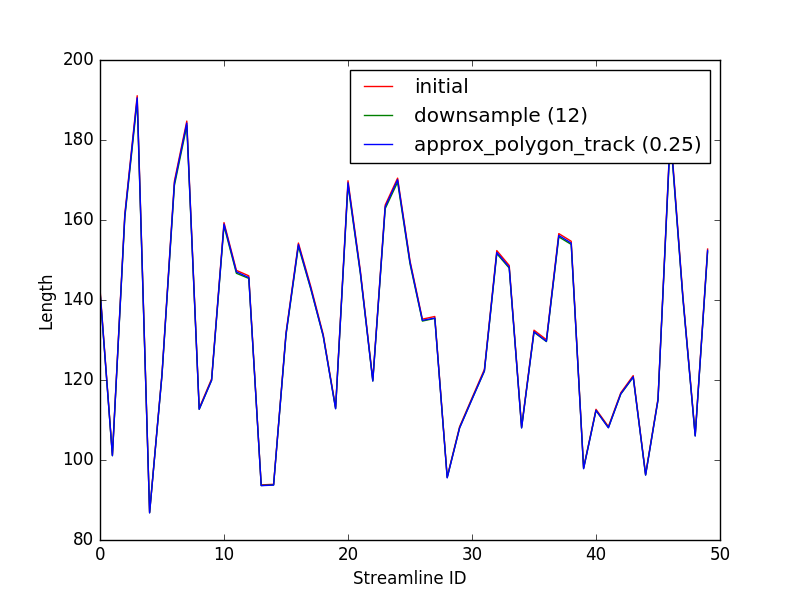 200
180
160
140
120
100
80
Length
initial
downsample (12)
approx_polygon_track (0.25)
0 10 20 30 40 50
Streamline ID